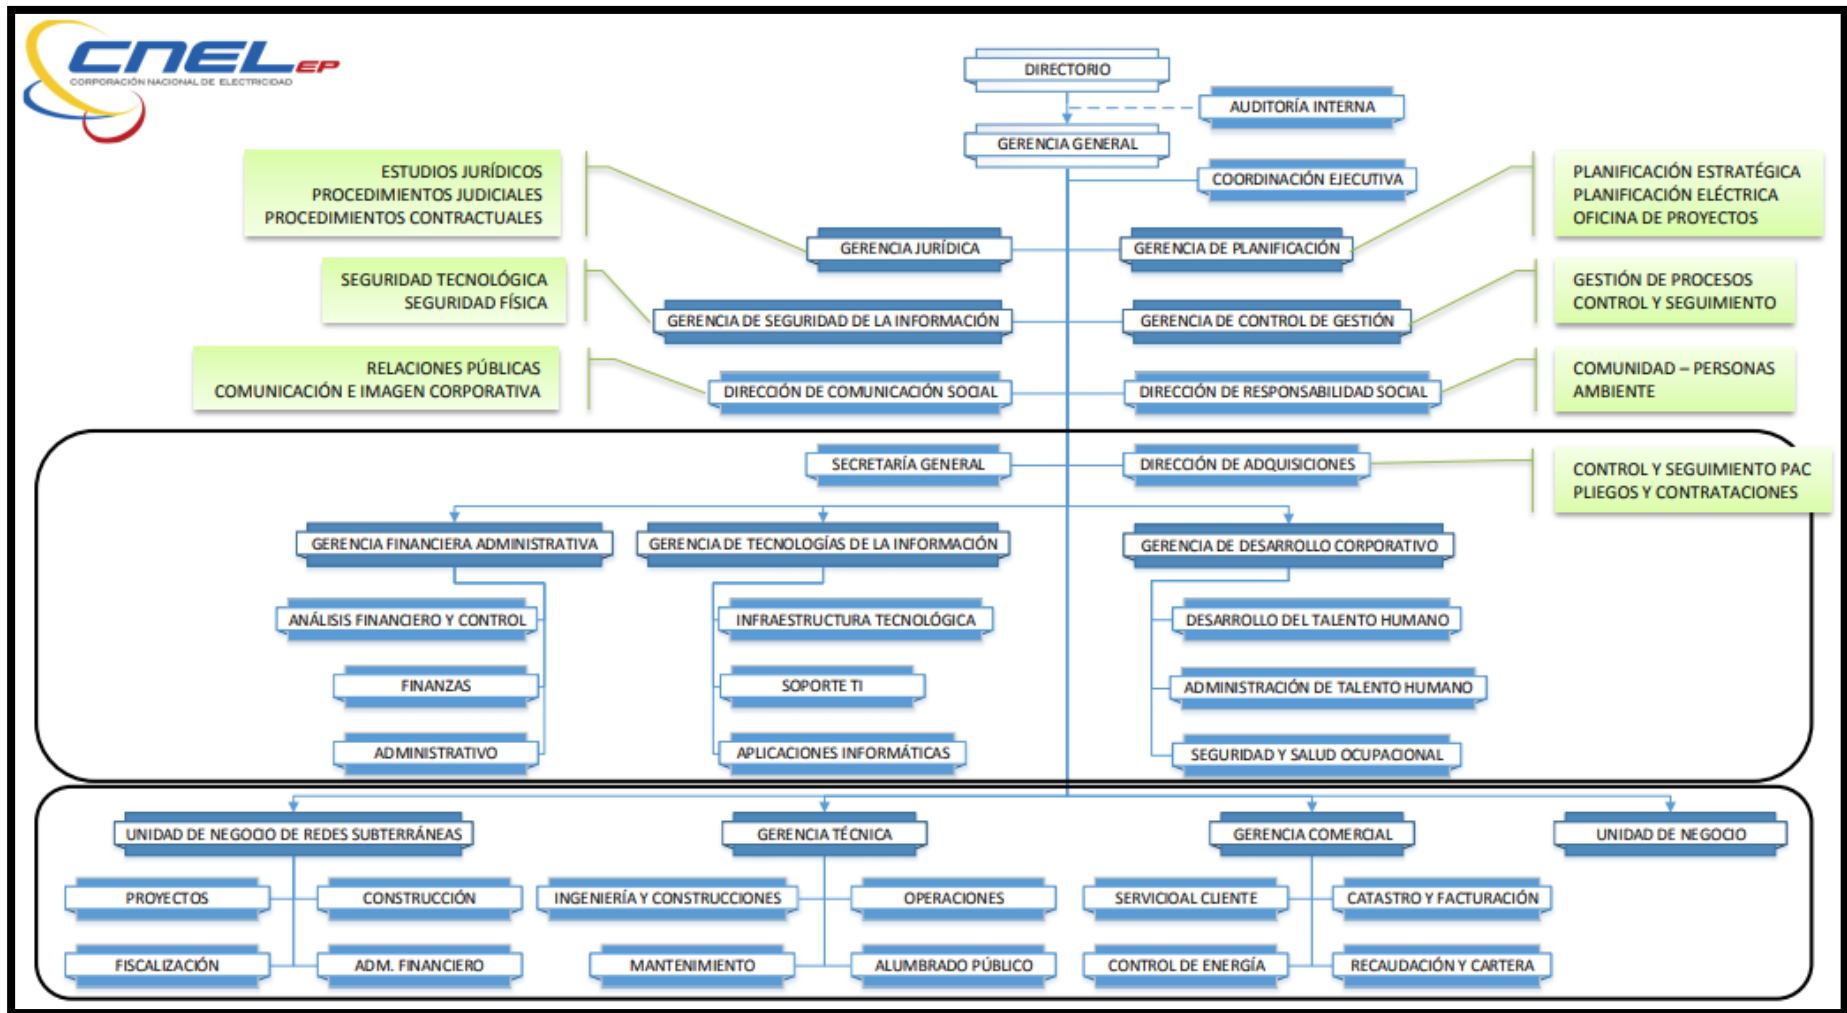 CNEL EP
CORPORACIÓN NACIONAL DE ELECTRICIDAD
DIRECTORIO
AUDITORÍA INTERNA
GERENCIA GENERAL
COORDINACIÓN EJECUTIVA
ESTUDIOS JURÍDICOS
PROCEDIMIENTOS JUDICIALES
PROCEDIMIENTOS CONTRACTUALES
PLANIFICACIÓN ESTRATÉGICA
PLANIFICACIÓN ELÉCTRICA
OFICINA DE PROYECTOS
GERENCIA JURÍDICA
GERENCIA DE PLANIFICACIÓN
SEGURIDAD TECNOLÓGICA
SEGURIDAD FÍSICA
GESTIÓN DE PROCESOS
CONTROL Y SEGUIMIENTO
GERENCIA DE SEGURIDAD DE LA INFORMACIÓN
GERENCIA DE CONTROL DE GESTIÓN
RELACIONES PÚBLICAS
COMUNICACIÓN E IMAGEN CORPORATIVA
COMUNIDAD – PERSONAS
AMBIENTE
DIRECCIÓN DE COMUNICACIÓN SOCIAL
DIRECCIÓN DE RESPONSABILIDAD SOCIAL
SECRETARÍA GENERAL
DIRECCIÓN DE ADQUISICIONES
CONTROL Y SEGUIMIENTO PAC
PLIEGOS Y CONTRATACIONES
GERENCIA FINANCIERA ADMINISTRATIVA
GERENCIA DE TECNOLOGÍAS DE LA INFORMACIÓN
GERENCIA DE DESARROLLO CORPORATIVO
ANÁLISIS FINANCIERO Y CONTROL
INFRAESTRUCTURA TECNOLÓGICA
DESARROLLO DEL TALENTO HUMANO
FINANZAS
SOPORTE TI
ADMINISTRACIÓN DE TALENTO HUMANO
ADMINISTRATIVO
APLICACIONES INFORMÁTICAS
SEGURIDAD Y SALUD OCUPACIONAL
UNIDAD DE NEGOCIO DE REDES SUBTERRÁNEAS
GERENCIA TÉCNICA
GERENCIA COMERCIAL
UNIDAD DE NEGOCIO
PROYECTOS
CONSTRUCCIÓN
INGENIERÍA Y CONSTRUCCIONES
OPERACIONES
SERVICIOAL CLIENTE
CATASTRO Y FACTURACIÓN
FISCALIZACIÓN
ADM. FINANCIERO
MANTENIMIENTO
ALUMBRADO PÚBLICO
CONTROL DE ENERGÍA
RECAUDACIÓN Y CARTERA